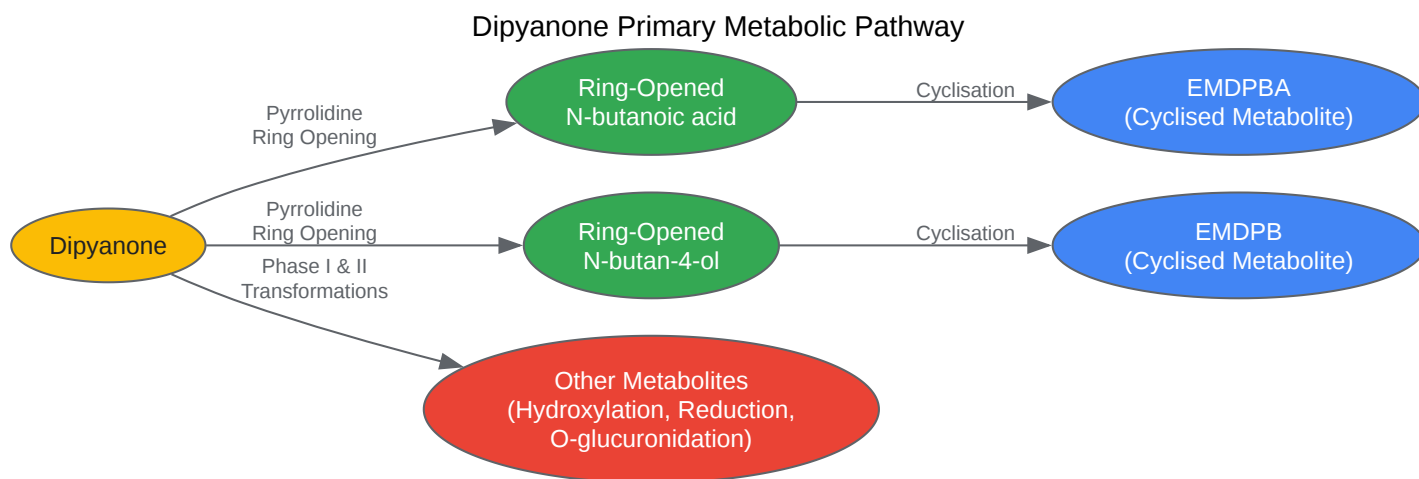 Dipyanone Primary Metabolic Pathway
Pyrrolidine
Ring Opening
Ring-Opened
N-butanoic acid
Cyclisation
EMDPBA
(Cyclised Metabolite)
Dipyanone
Pyrrolidine
Ring Opening
Ring-Opened
N-butan-4-ol
Cyclisation
EMDPB
(Cyclised Metabolite)
Phase I & II
Transformations
Other Metabolites
(Hydroxylation, Reduction,
O-glucuronidation)